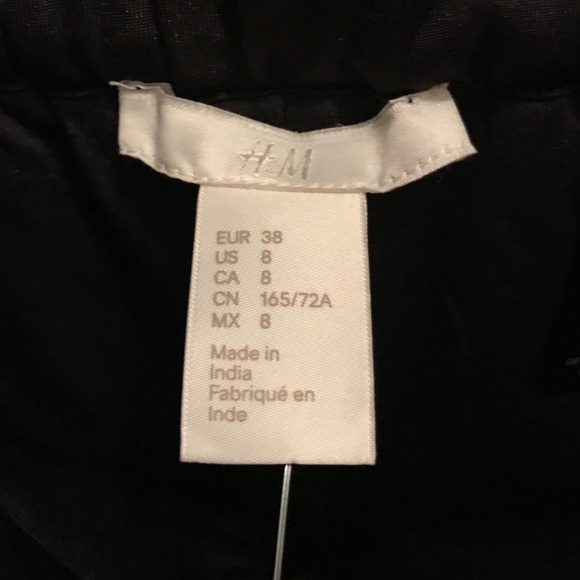 H&M
EUR 38
US 8
CA 8
CN 165/72A
MX 8
Made in
India
Fabriqué en
Inde